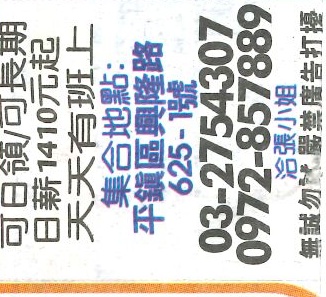 可日領/可長期
日薪1410元起
天天有班上
集合地點:
平鎮區興隆路
625-1號
03-2754307
0972-857889
洽張小姐
無誠勿擾 嚴禁廣告打擾